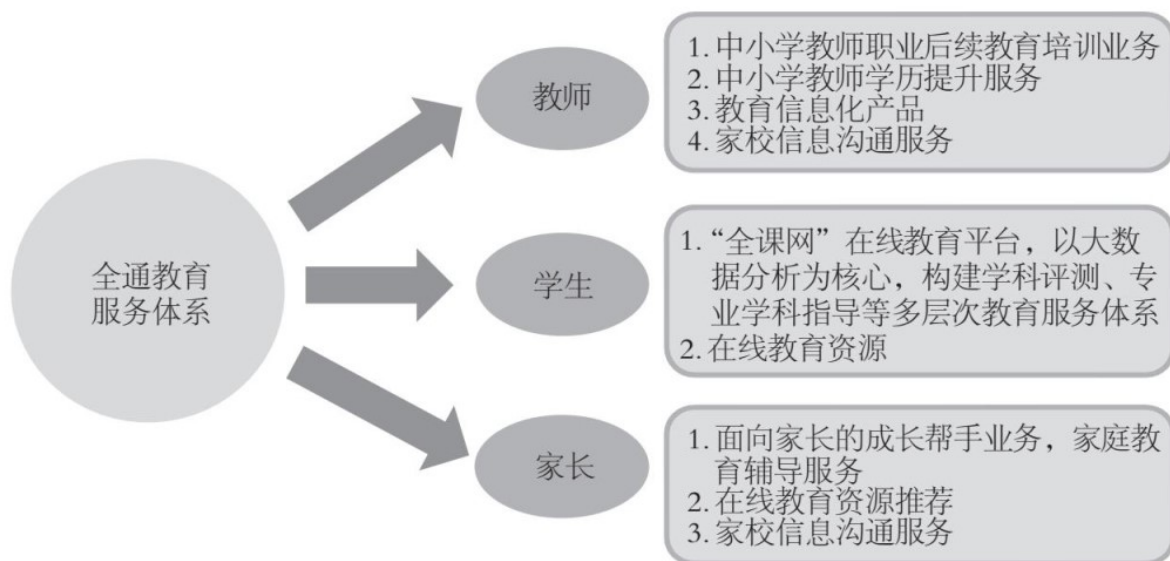 全通教育
服务体系
教师
1. 中小学教师职业后续教育培训业务
2. 中小学教师学历提升服务
3. 教育信息化产品
4. 家校信息沟通服务
学生
1. “全课网”在线教育平台，以大数
据分析为核心，构建学科评测、专
业学科指导等多层次教育服务体系
2. 在线教育资源
家长
1. 面向家长的成长帮手业务，家庭教
育辅导服务
2. 在线教育资源推荐
3. 家校信息沟通服务